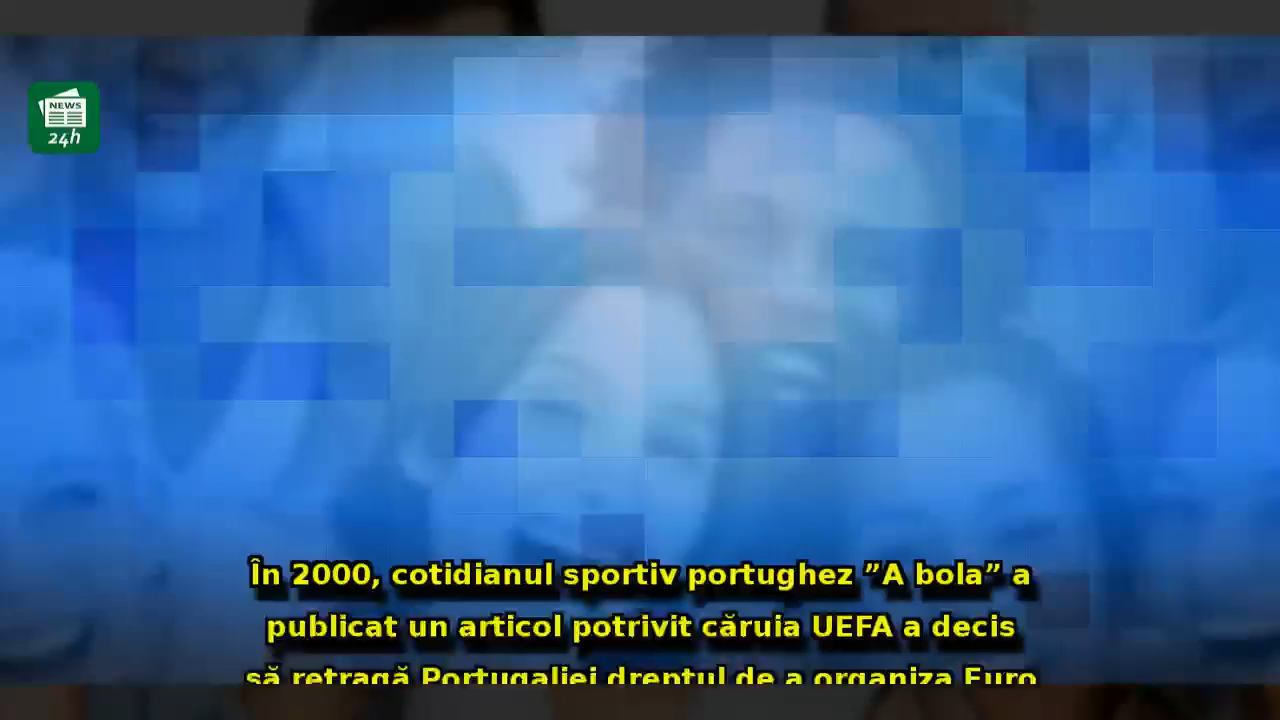 NEWS
24h
În 2000, cotidianul sportiv portughez ”A bola” a
publicat un articol potrivit căruia UEFA a decis
să retragă Portugaliei dreptul de a organiza Euro